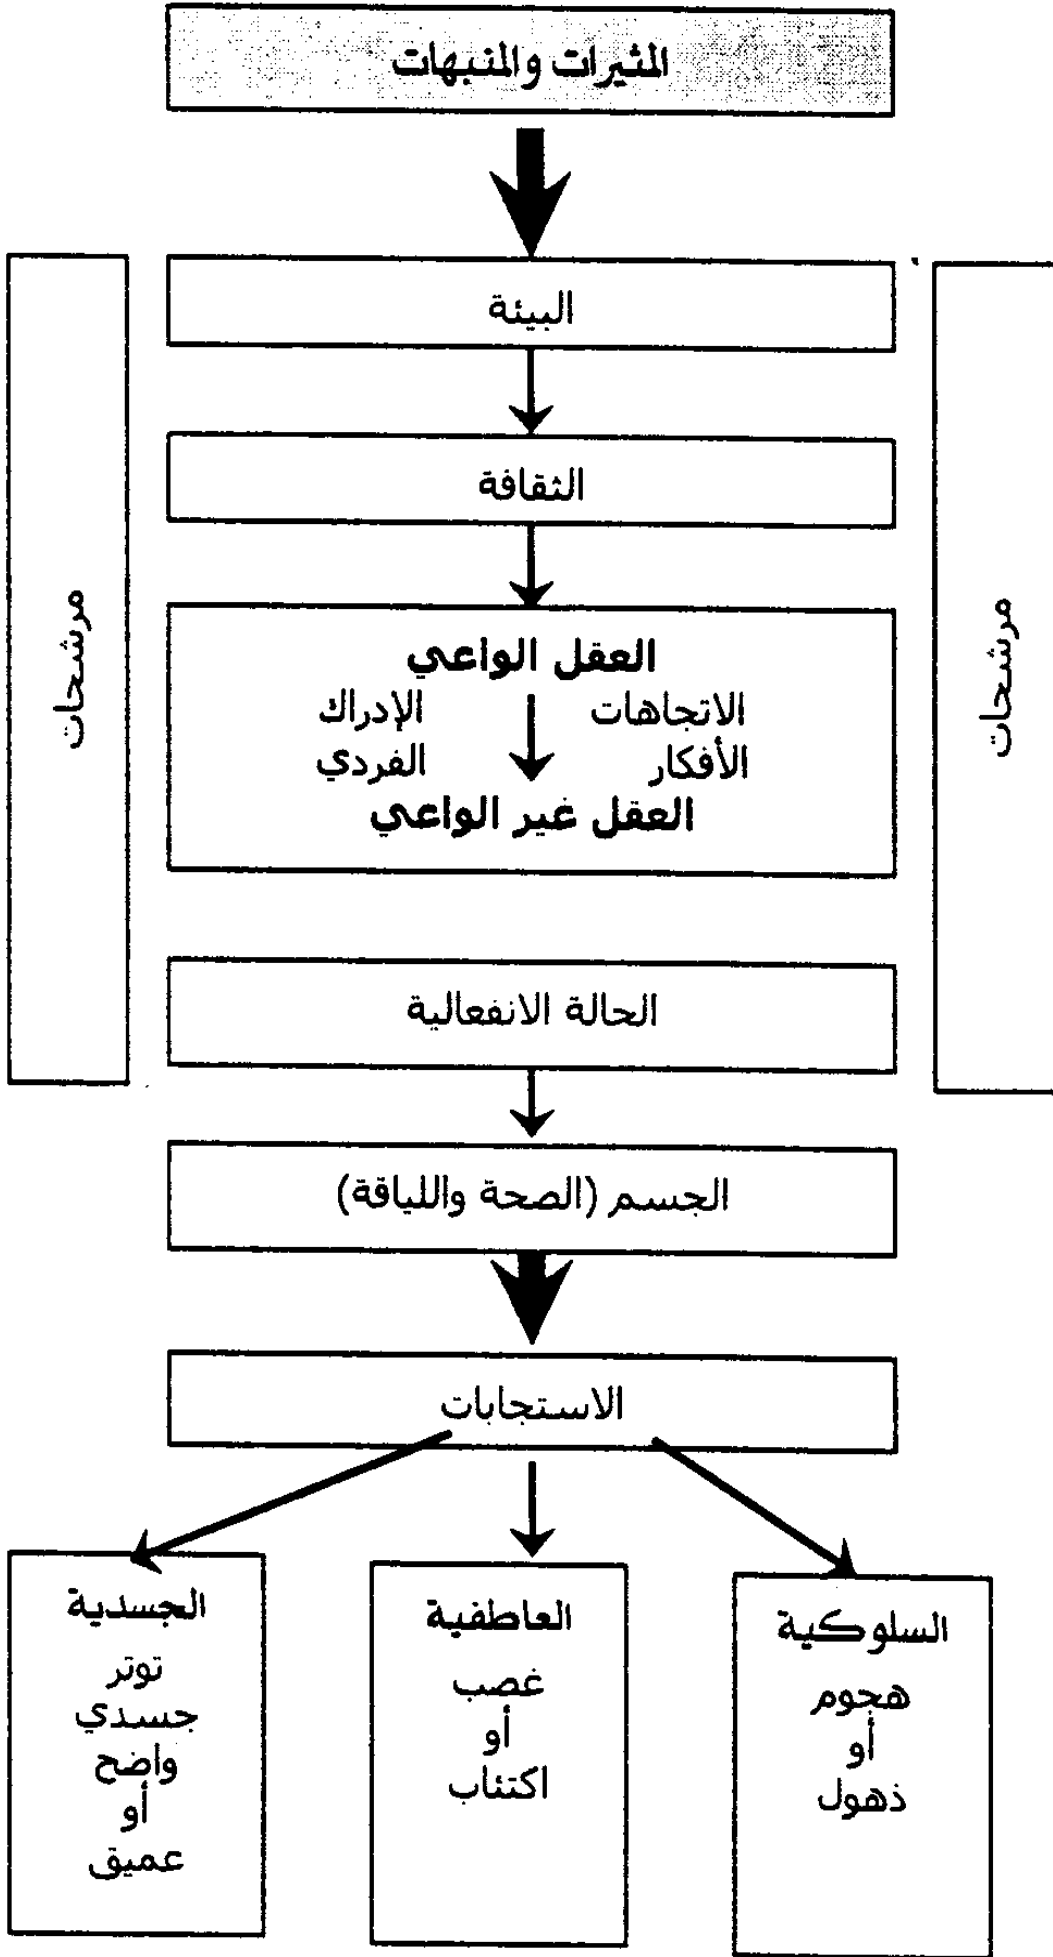 المثيرات والمنبهات
البيئة
الثقافة
مرشحات
مرشحات
العقل الواعي
الاتجاهات الإدراك
الأفكار الفردي
العقل غير الواعي
الحالة الانفعالية
الجسم (الصحة واللياقة)
الاستجابات
السلوكية
هجوم
أو
ذهول
العاطفية
غصب
أو
اكتئاب
الجسدية
توتر
جسدي
واضح
أو
عميق